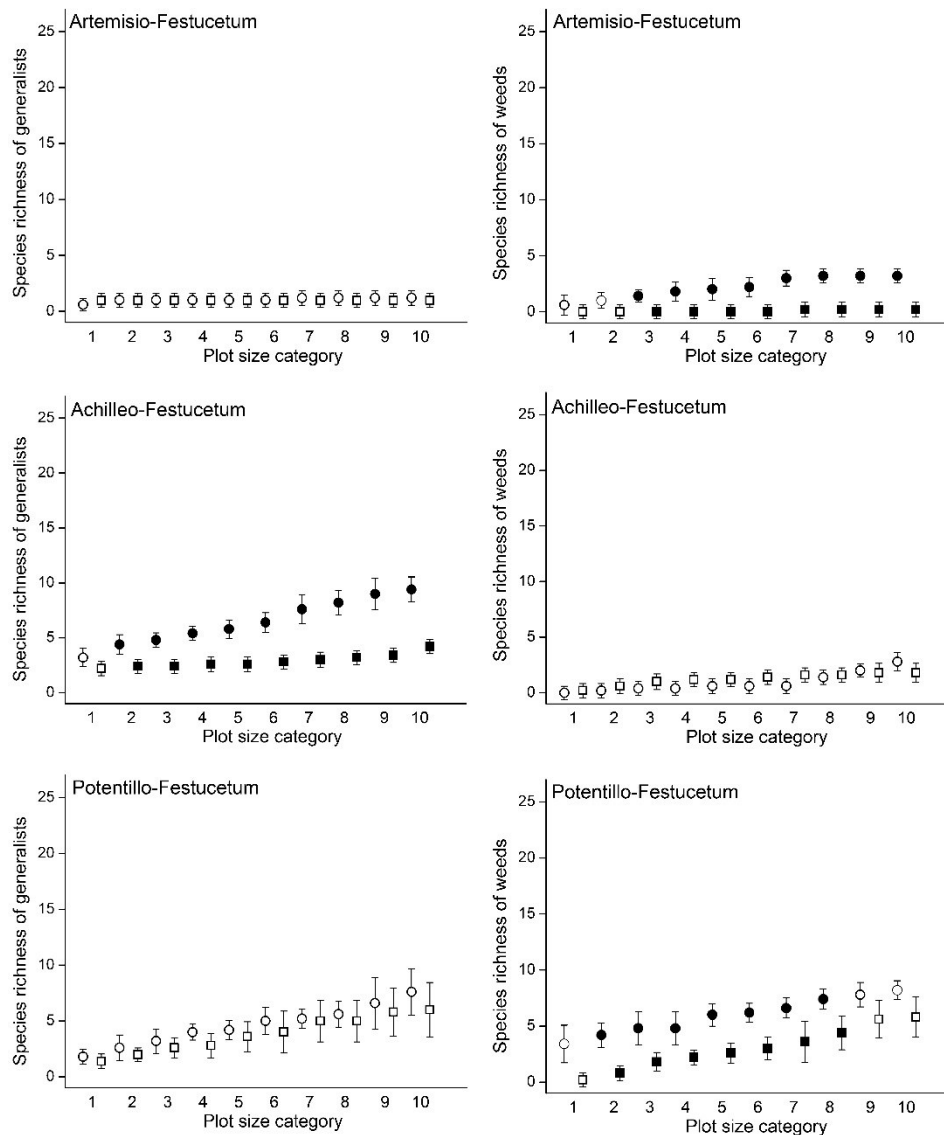 Artemisio-Festucetum
Species richness of generalists
25
20
15
10
5
0
1 2 3 4 5 6 7 8 9 10
Plot size category
Artemisio-Festucetum
Species richness of weeds
25
20
15
10
5
0
1 2 3 4 5 6 7 8 9 10
Plot size category
Achilleo-Festucetum
Species richness of generalists
25
20
15
10
5
0
1 2 3 4 5 6 7 8 9 10
Plot size category
Achilleo-Festucetum
Species richness of weeds
25
20
15
10
5
0
1 2 3 4 5 6 7 8 9 10
Plot size category
Potentillo-Festucetum
Species richness of generalists
25
20
15
10
5
0
1 2 3 4 5 6 7 8 9 10
Plot size category
Potentillo-Festucetum
Species richness of weeds
25
20
15
10
5
0
1 2 3 4 5 6 7 8 9 10
Plot size category